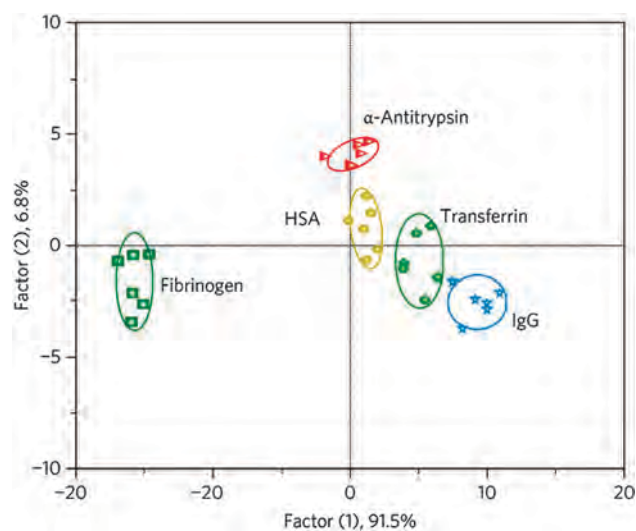 10
α-Antitrypsin
5
HSA
Transferrin
0
Fibrinogen
IgG
−5
−10
−20
−20
0
10
20
Factor (2), 6.8%
Factor (1), 91.5%